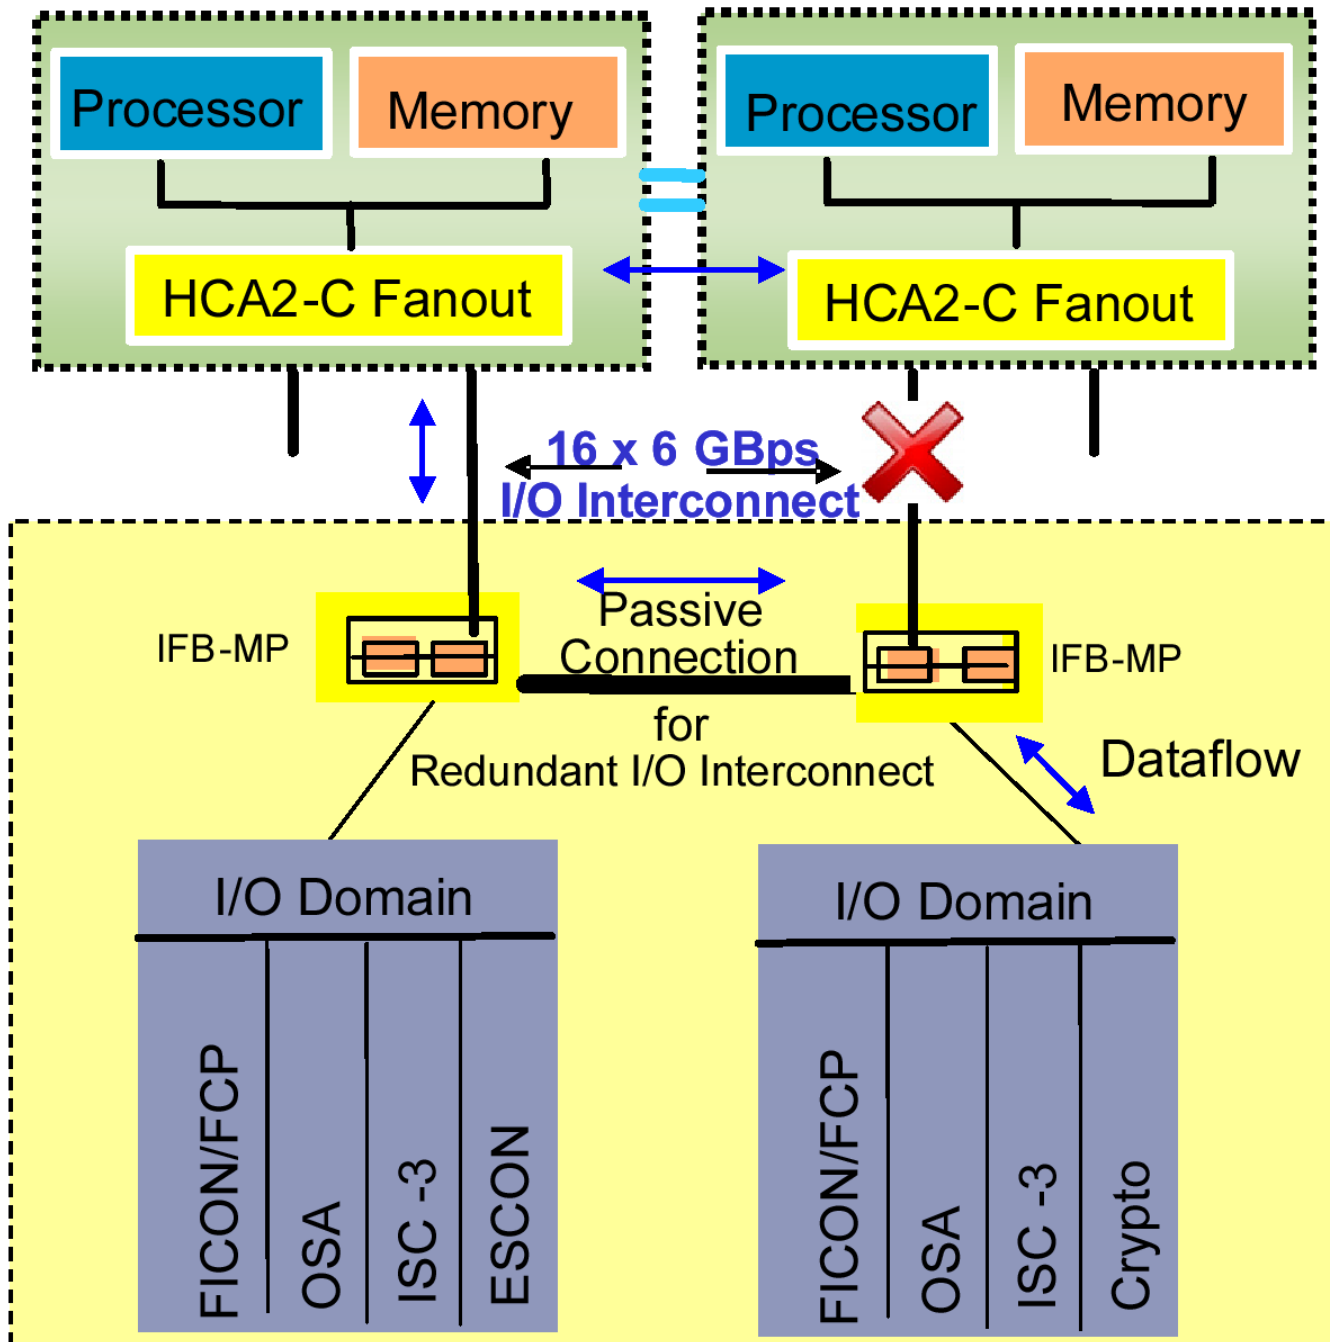 Processor
Memory
HCA2-C Fanout
Processor
Memory
HCA2-C Fanout
16 x 6 GBps
I/O Interconnect
IFB-MP
Passive
Connection
for
Redundant I/O Interconnect
IFB-MP
Dataflow
I/O Domain
FICON/FCP
OSA
ISC -3
ESCON
I/O Domain
FICON/FCP
OSA
ISC -3
Crypto